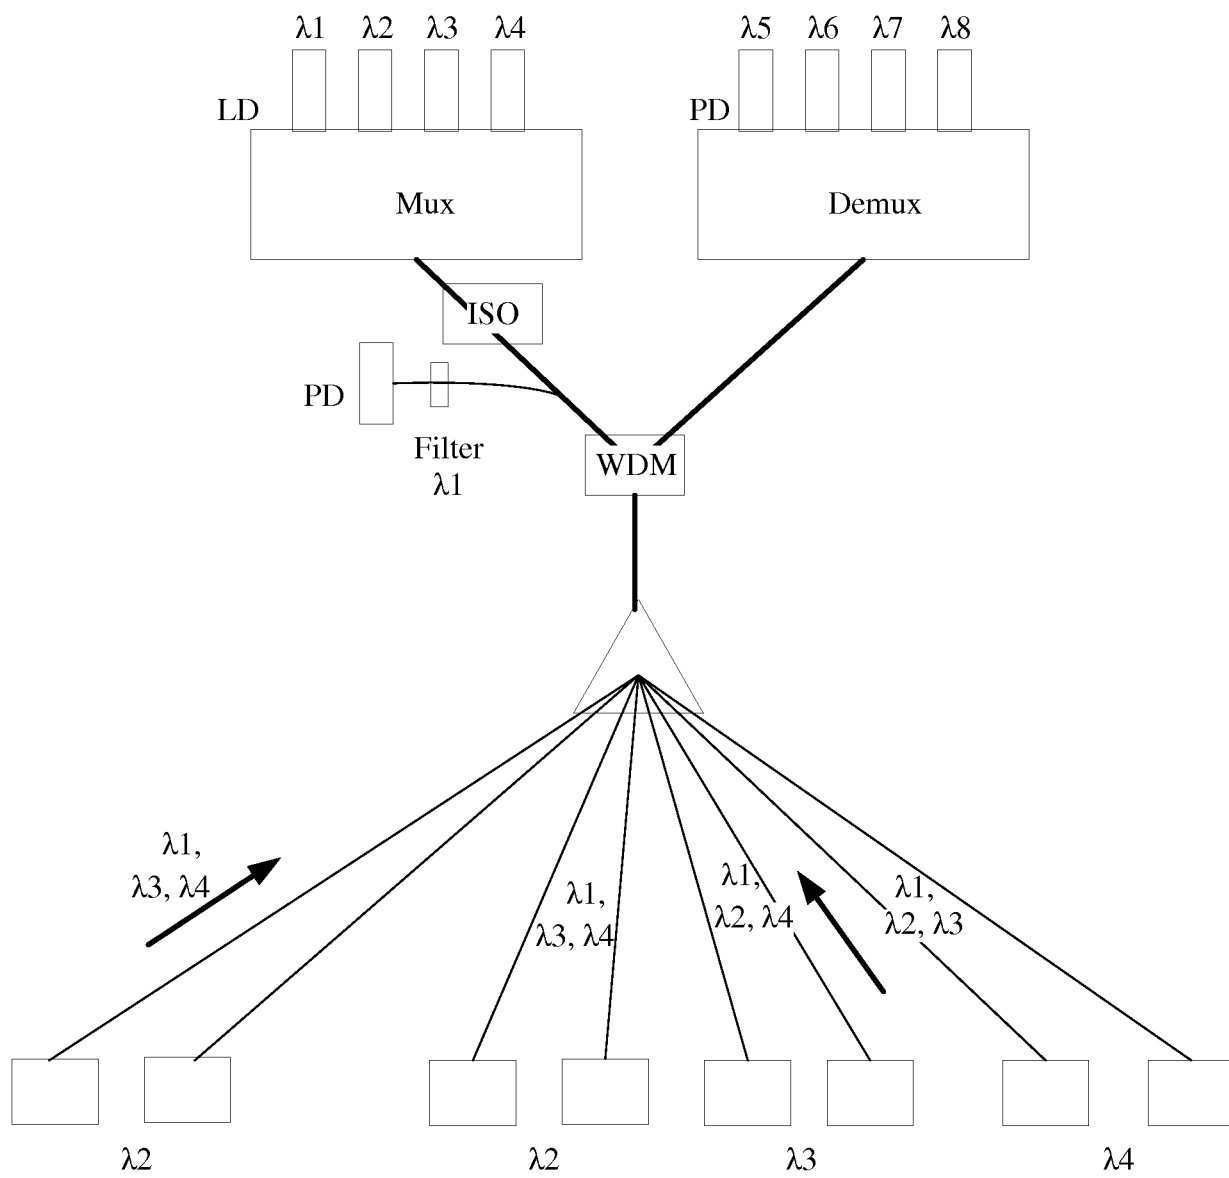 λ1 λ2 λ3 λ4 λ5 λ6 λ7 λ8
LD PD
Mux Demux
ISO
PD
Filter
λ1
WDM
λ1,
λ3, λ4
λ1,
λ3, λ4
λ1,
λ2, λ4
λ1,
λ2, λ3
λ2 λ2 λ3 λ4